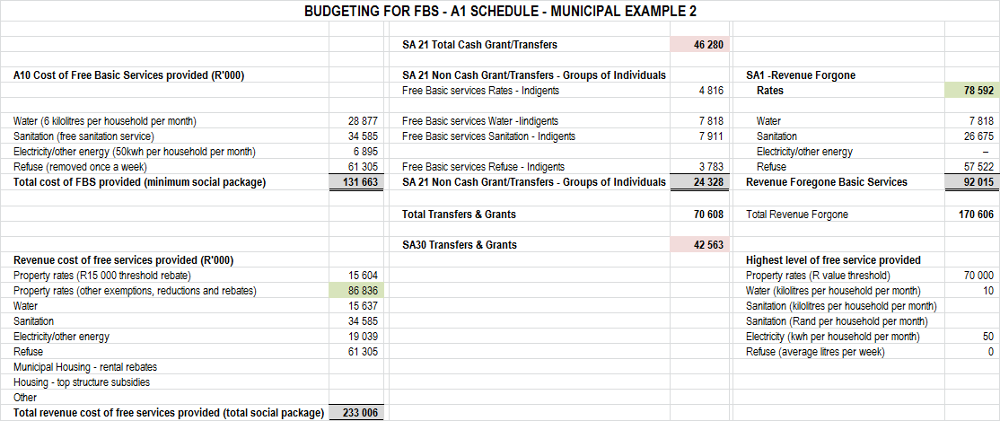 BUDGETING FOR FBS - A1 SCHEDULE - MUNICIPAL EXAMPLE 2
SA 21 Total Cash Grant/Transfers 46 280
A10 Cost of Free Basic Services provided (R'000) SA 21 Non Cash Grant/Transfers - Groups of Individuals SA1 -Revenue Forgone
Free Basic services Rates - Indigents 4 816 Rates 78 592
Water (6 kilolitres per household per month) 28 877 Free Basic services Water -Iindigents 7 818 Water 7 818
Sanitation (free sanitation service) 34 585 Free Basic services Sanitation - Indigents 7 911 Sanitation 26 675
Electricity/other energy (50kwh per household per month) 6 895 Electricity/other energy –
Refuse (removed once a week) 61 305 Free Basic services Refuse - Indigents 3 783 Refuse 57 522
Total cost of FBS provided (minimum social package) 131 663 SA 21 Non Cash Grant/Transfers - Groups of Individuals 24 328 Revenue Foregone Basic Services 92 015
Total Transfers & Grants 70 608 Total Revenue Forgone 170 606
SA30 Transfers & Grants 42 563
Revenue cost of free services provided (R'000) Highest level of free service provided
Property rates (R15 000 threshold rebate) 15 604 Property rates (R value threshold) 70 000
Property rates (other exemptions, reductions and rebates) 86 836 Water (kilolitres per household per month) 10
Water 15 637 Sanitation (kilolitres per household per month)
Sanitation 34 585 Sanitation (Rand per household per month)
Electricity/other energy 19 039 Electricity (kwh per household per month) 50
Refuse 61 305 Refuse (average litres per week) 0
Municipal Housing - rental rebates
Housing - top structure subsidies
Other
Total revenue cost of free services provided (total social package) 233 006